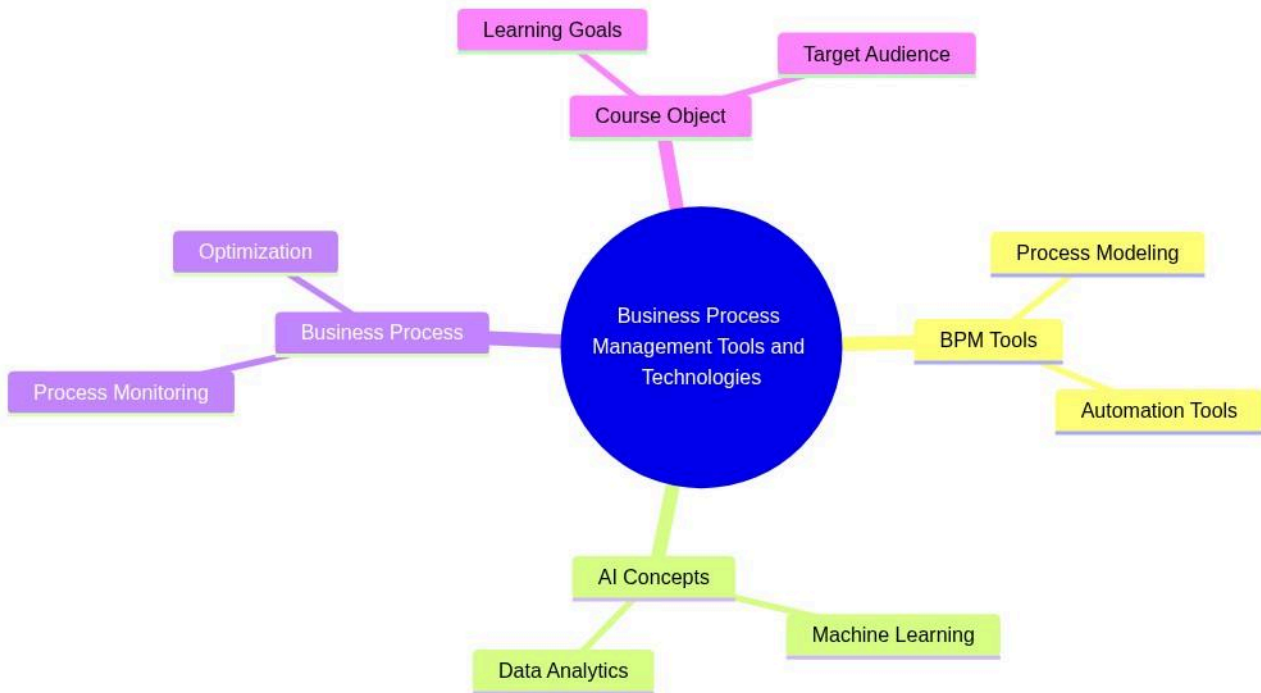 Learning Goals
Target Audience
Course Object
Optimization
Process Modeling
Business Process
Management Tools and
Technologies
Business Process
BPM Tools
Process Monitoring
Automation Tools
AI Concepts
Machine Learning
Data Analytics